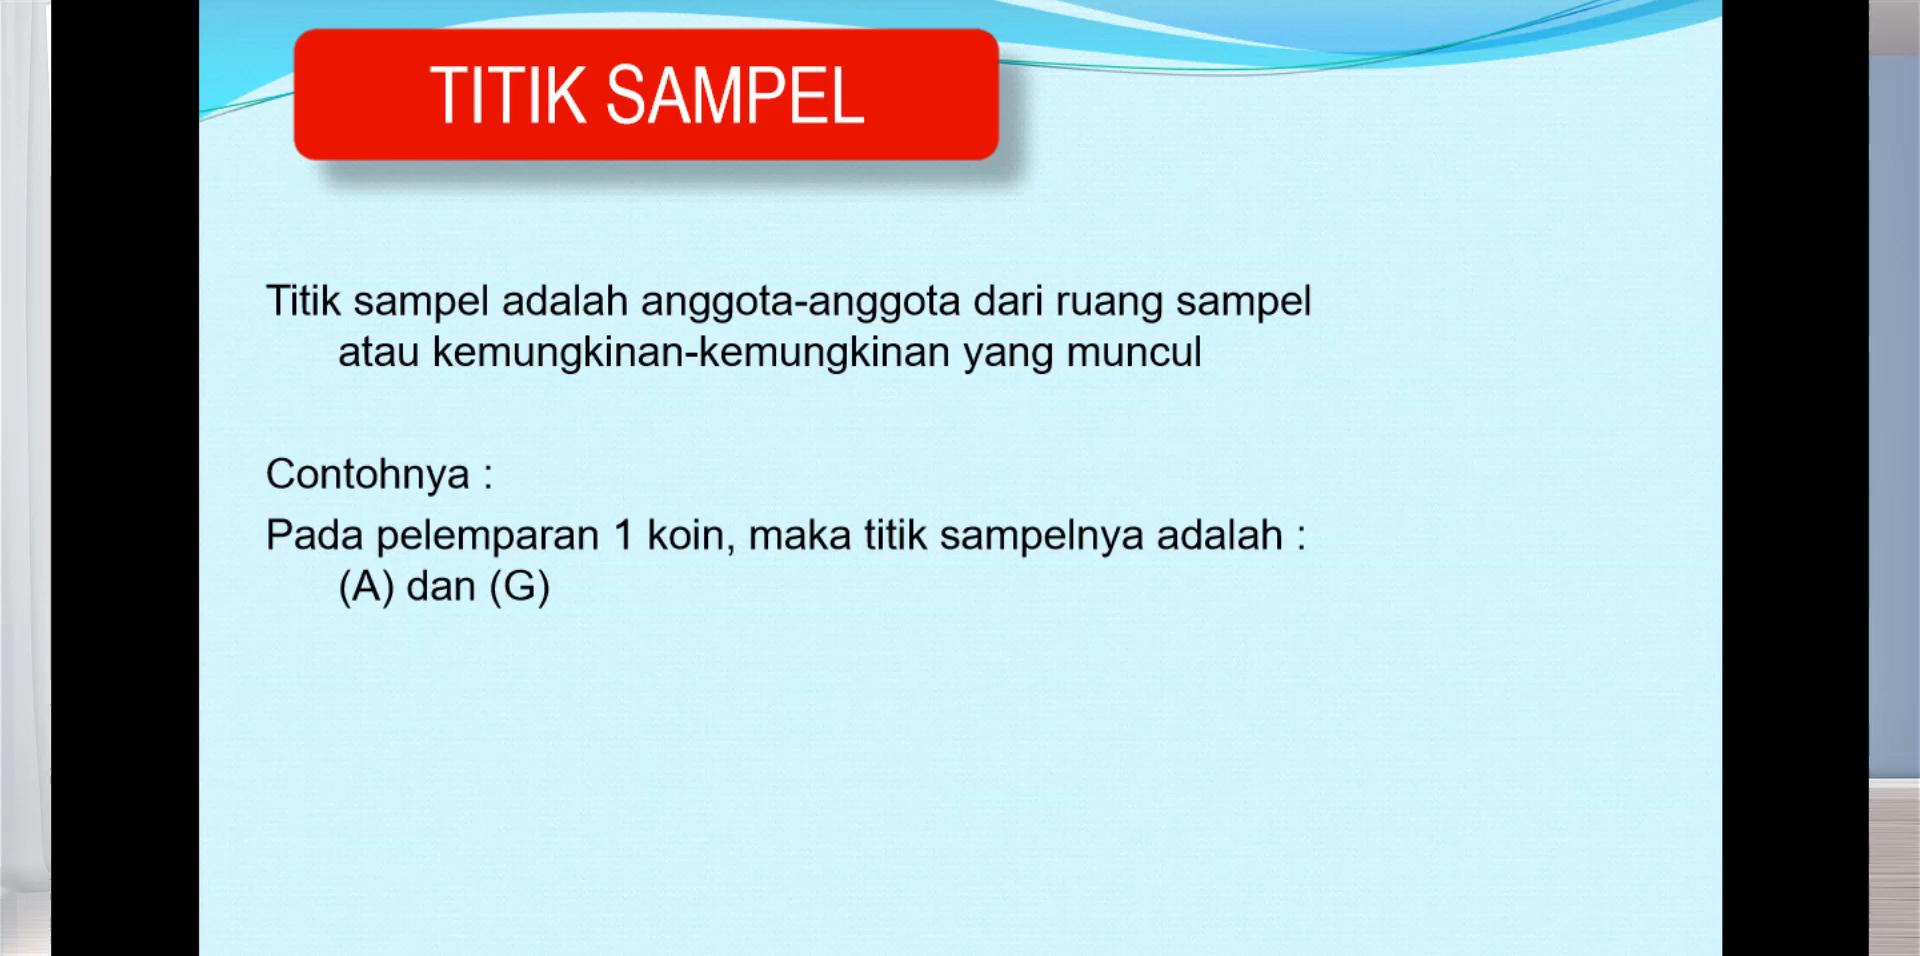 TITIK SAMPEL
Titik sampel adalah anggota-anggota dari ruang sampel
atau kemungkinan-kemungkinan yang muncul
Contohnya :
Pada pelemparan 1 koin, maka titik sampelnya adalah :
(A) dan (G)